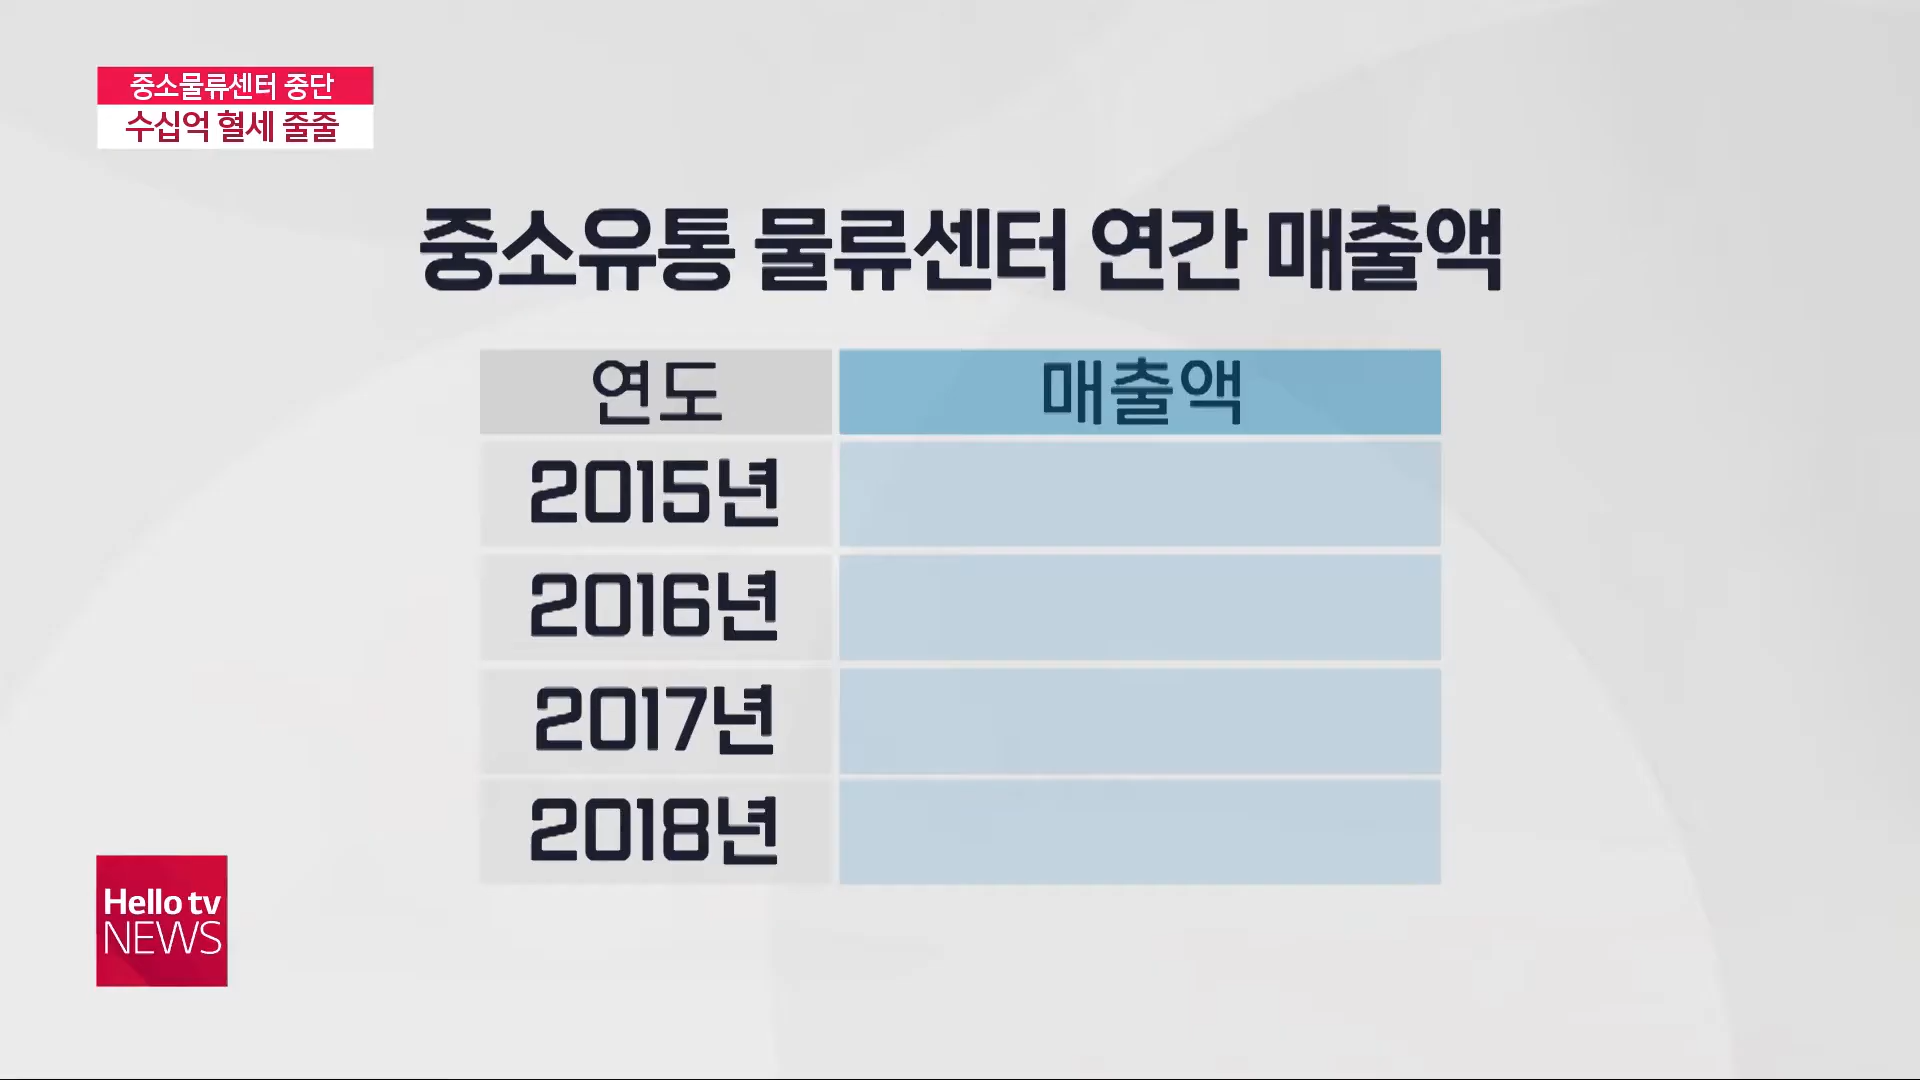 중소물류센터 중단
수십억 혈세 줄줄
중소유통 물류센터 연간 매출액
연도 매출액
2015년
2016년
2017년
2018년
Hello tv
NEWS